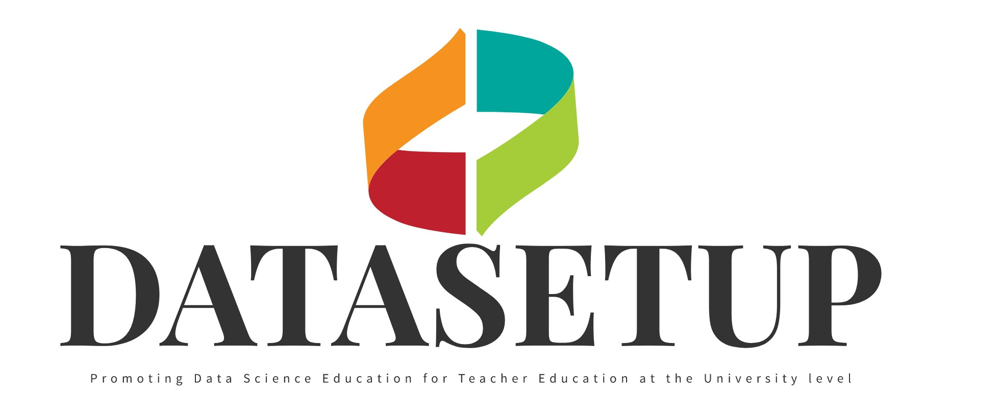 DATASETUP
Promoting Data Science Education for Teacher Education at the University level